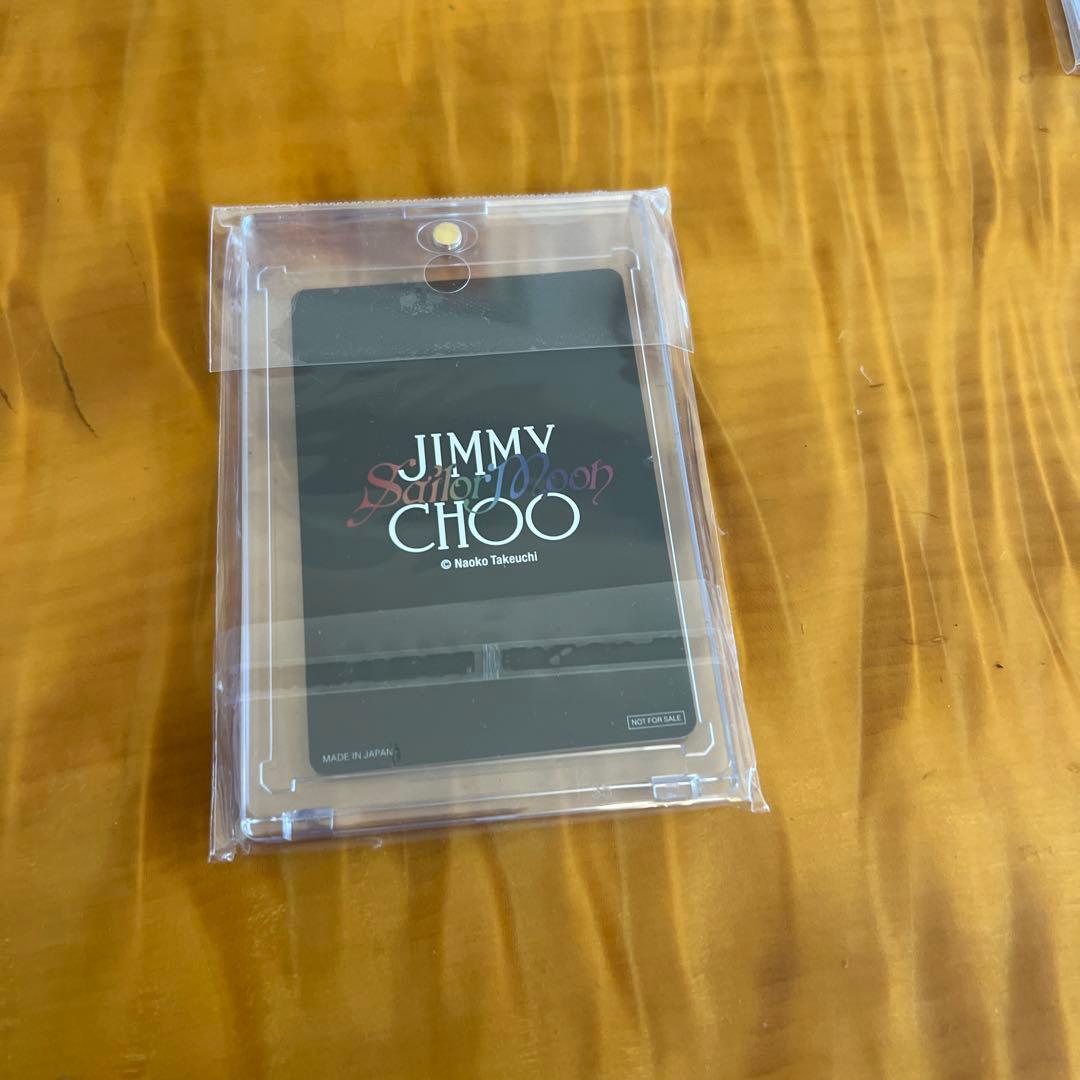 JIMMY
Sailor Moon
CHOO
© Naoko Takeuchi
NOT FOR SALE
MADE IN JAPAN